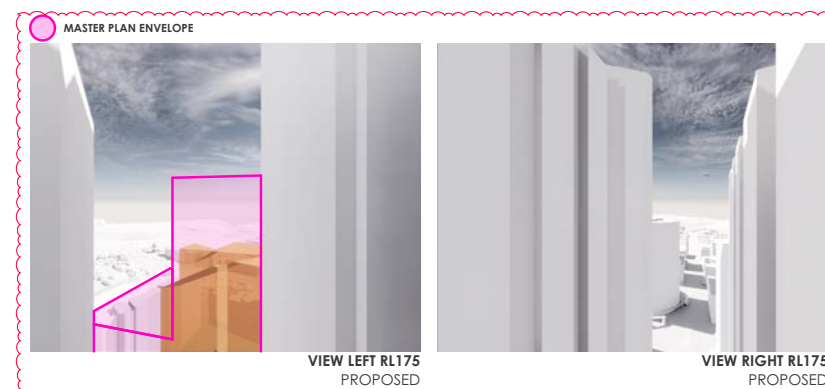 MASTER PLAN ENVELOPE
VIEW LEFT RL175
PROPOSED
VIEW RIGHT RL175
PROPOSED